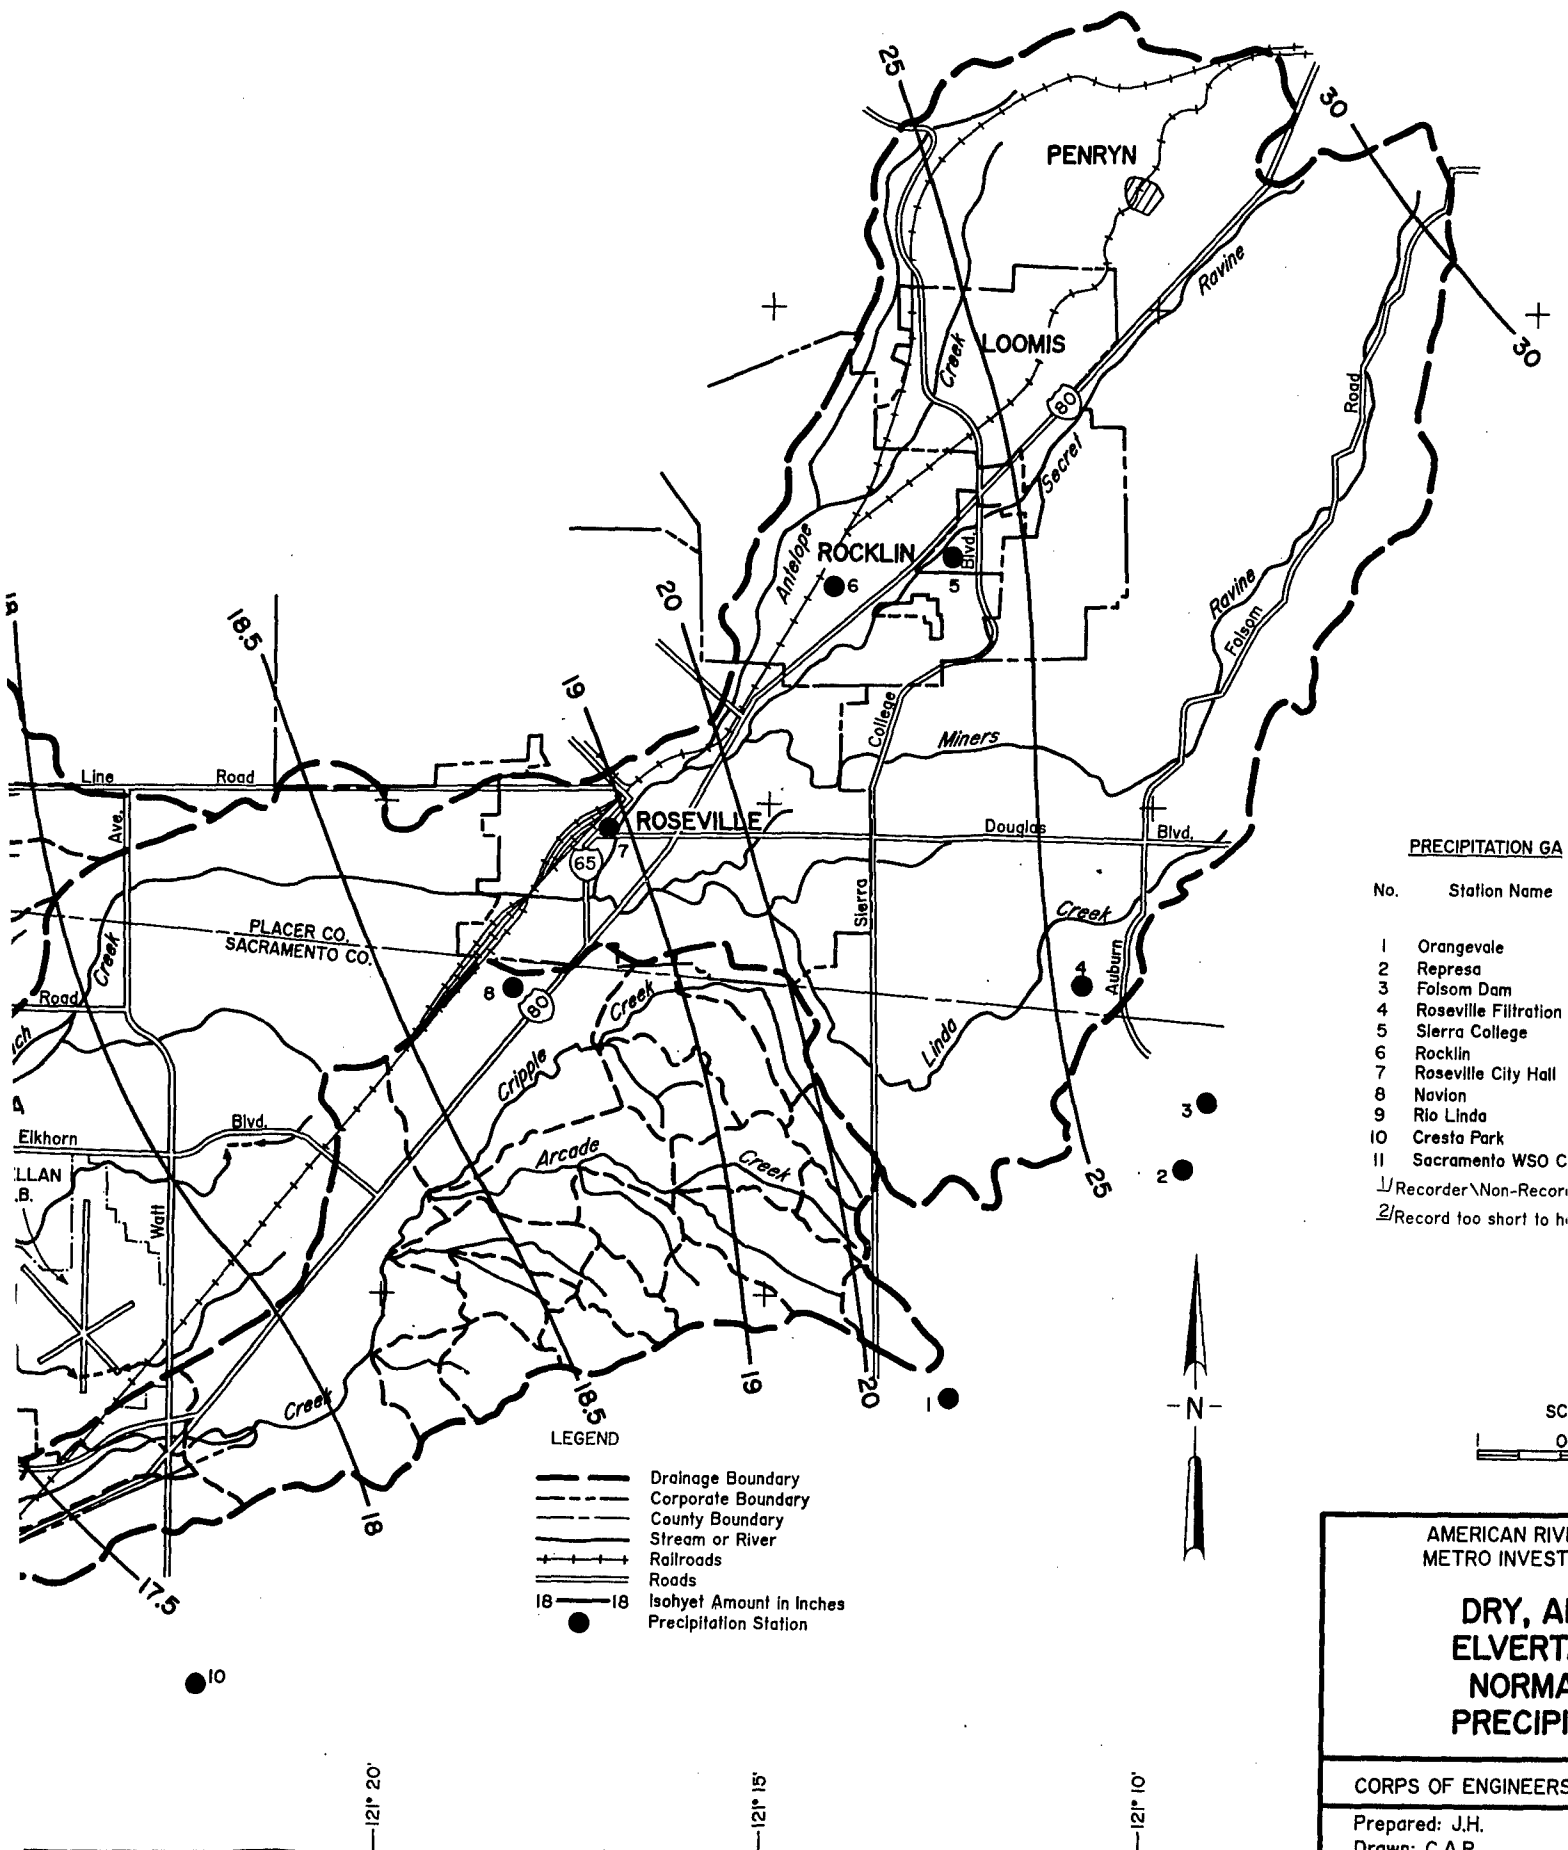 25
30
PENRYN
Ravine
30
LOOMIS
Creek
80
Road
Secret
Antelope
ROCKLIN
Blvd.
5
6
20
18.5
Ravine
Folsom
19
College
Miners
Line Road
Ave.
ROSEVILLE
Douglas Blvd.
7
65
PLACER CO.
SACRAMENTO CO.
Creek
Sierra
Creek
Auburn
4
8
80
Creek
Road
Linda
Cripple
3
Elkhorn Blvd.
Arcade Creek
2
25
Watt
Creek
18.5
19
20
1
18
17.5
10
N
PRECIPITATION GA
No. Station Name
1 Orangevale
2 Represa
3 Folsom Dam
4 Roseville Filtration
5 Sierra College
6 Rocklin
7 Roseville City Hall
8 Navion
9 Rio Linda
10 Cresta Park
11 Sacramento WSO C
1/ Recorder\Non-Record
2/ Record too short to h
LEGEND
Drainage Boundary
Corporate Boundary
County Boundary
Stream or River
Railroads
Roads
18 18 Isohyet Amount in Inches
Precipitation Station
SC
1 0
AMERICAN RIV
METRO INVEST
DRY, A
ELVERT
NORMA
PRECIPI
CORPS OF ENGINEERS
Prepared: J.H.
Drawn: C.A.P.
121° 20'
121° 15'
121° 10'